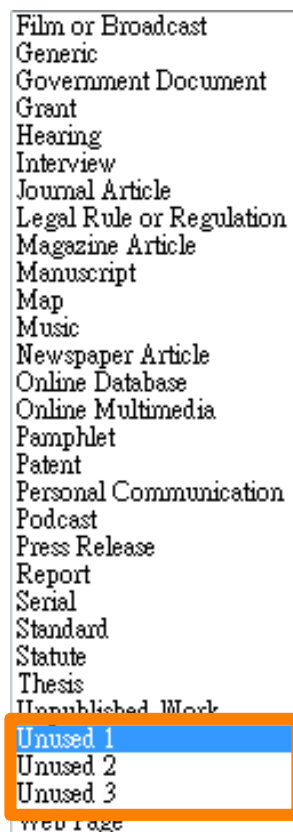 Film or Broadcast
Generic
Government Document
Grant
Hearing
Interview
Journal Article
Legal Rule or Regulation
Magazine Article
Manuscript
Map
Music
Newspaper Article
Online Database
Online Multimedia
Pamphlet
Patent
Personal Communication
Podcast
Press Release
Report
Serial
Standard
Statute
Thesis
Unpublished Work
Unused 1
Unused 2
Unused 3
Web Page